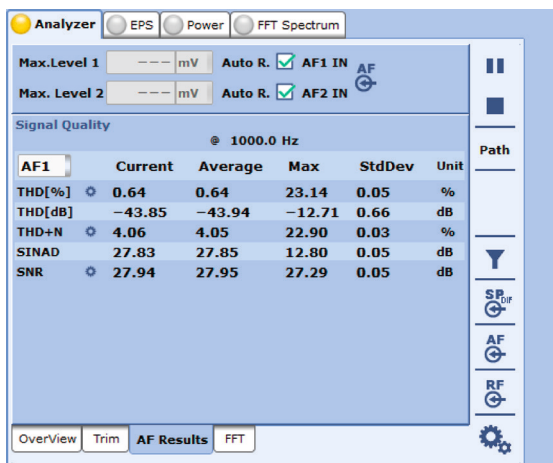 Analyzer EPS Power FFT Spectrum
Max.Level 1 --- mV Auto R. AF1 IN AF
Max. Level 2 --- mV Auto R. AF2 IN
Signal Quality
@ 1000.0 Hz
Path
AF1 Current Average Max StdDev Unit
THD[%] 0.64 0.64 23.14 0.05 %
THD[dB] −43.85 −43.94 −12.71 0.66 dB
THD+N 4.06 4.05 22.90 0.03 %
SINAD 27.83 27.85 12.80 0.05 dB
SNR 27.94 27.95 27.29 0.05 dB
SPDIF
AF
RF
OverView Trim AF Results FFT